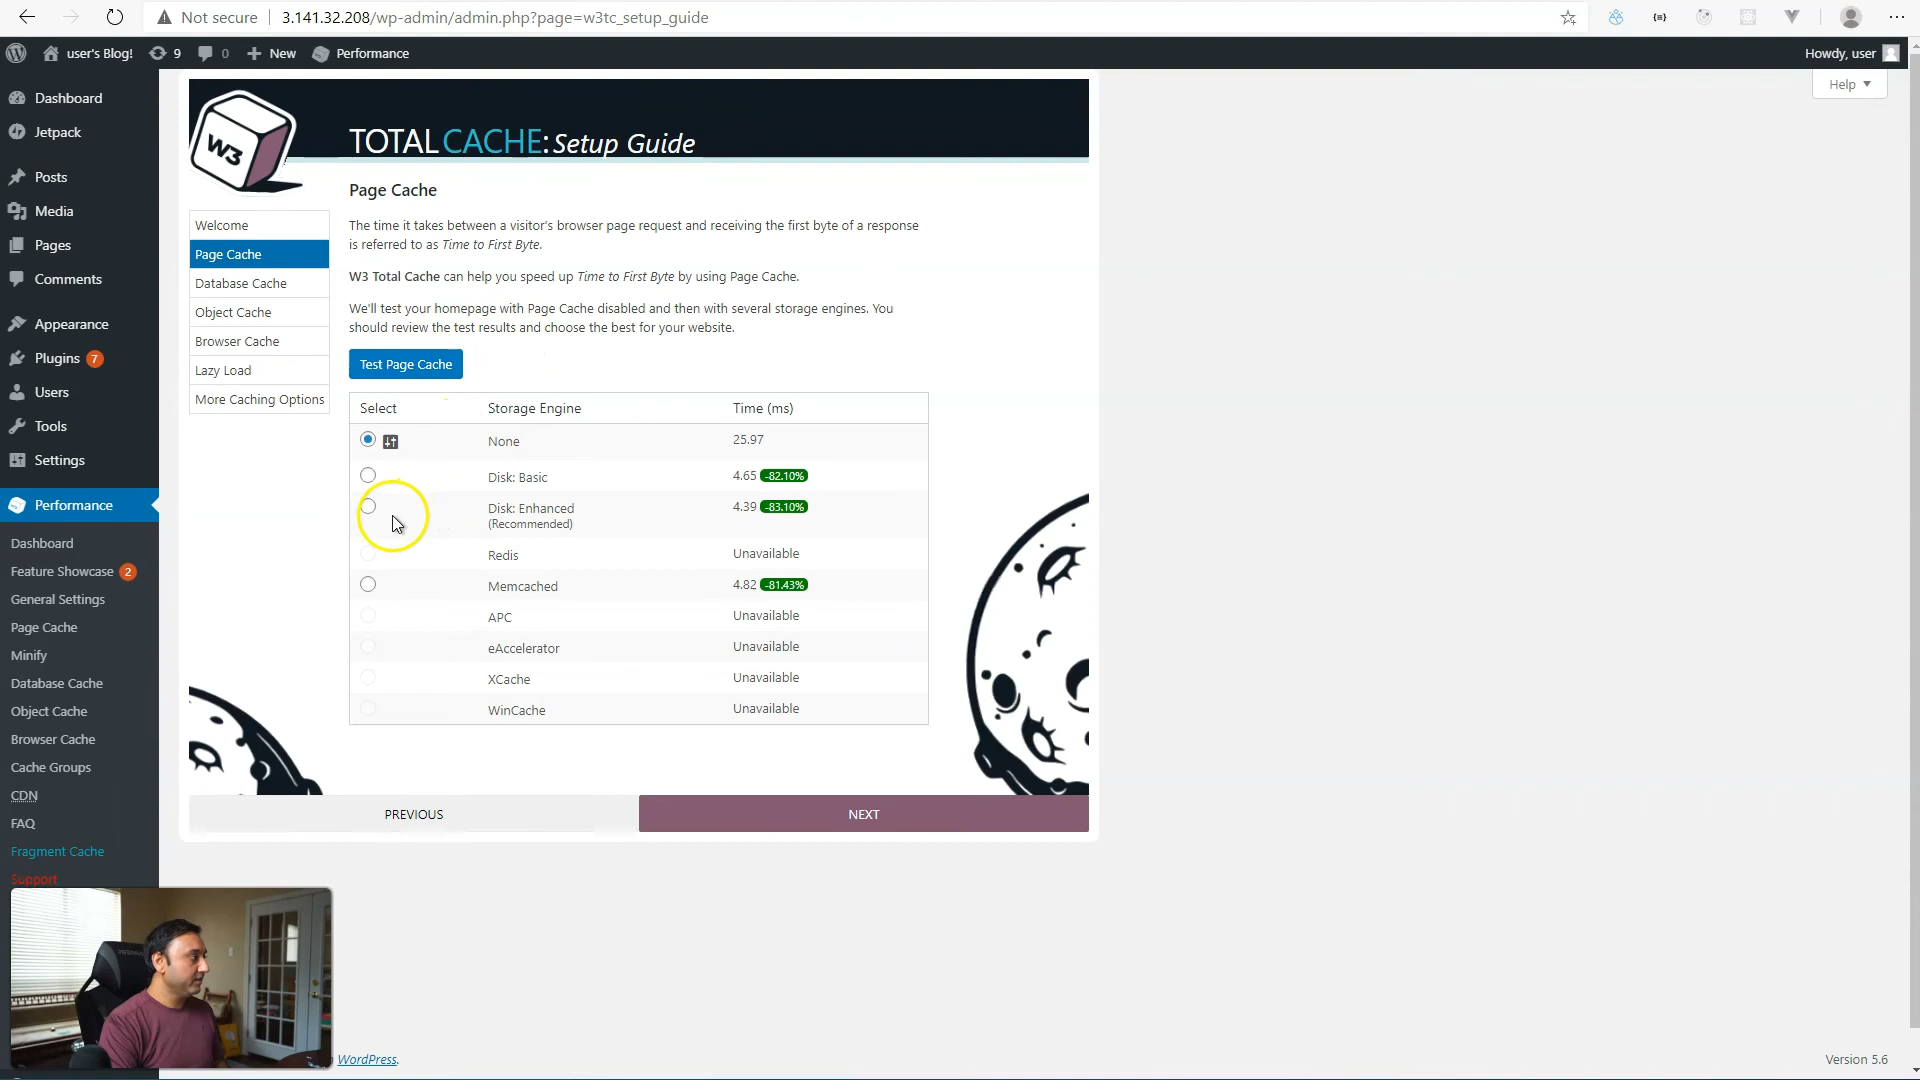 Not secure 3.141.32.208/wp-admin/admin.php?page=w3tc_setup_guide
user's Blog! 9 0 New Performance Howdy, user
Help
Dashboard
Jetpack
Posts
Media
Pages
Comments
Appearance
Plugins 7
Users
Tools
Settings
Performance
Dashboard
Feature Showcase 2
General Settings
Page Cache
Minify
Database Cache
Object Cache
Browser Cache
Cache Groups
CDN
FAQ
Fragment Cache
Support
W3
TOTAL CACHE: Setup Guide
Welcome
Page Cache
Database Cache
Object Cache
Browser Cache
Lazy Load
More Caching Options
Page Cache
The time it takes between a visitor's browser page request and receiving the first byte of a response
is referred to as Time to First Byte.
W3 Total Cache can help you speed up Time to First Byte by using Page Cache.
We'll test your homepage with Page Cache disabled and then with several storage engines. You
should review the test results and choose the best for your website.
Test Page Cache
Select Storage Engine Time (ms)
None 25.97
Disk: Basic 4.65 -82.10%
Disk: Enhanced 4.39 -83.10%
(Recommended)
Redis Unavailable
Memcached 4.82 -81.43%
APC Unavailable
eAccelerator Unavailable
XCache Unavailable
WinCache Unavailable
PREVIOUS NEXT
WordPress.
Version 5.6